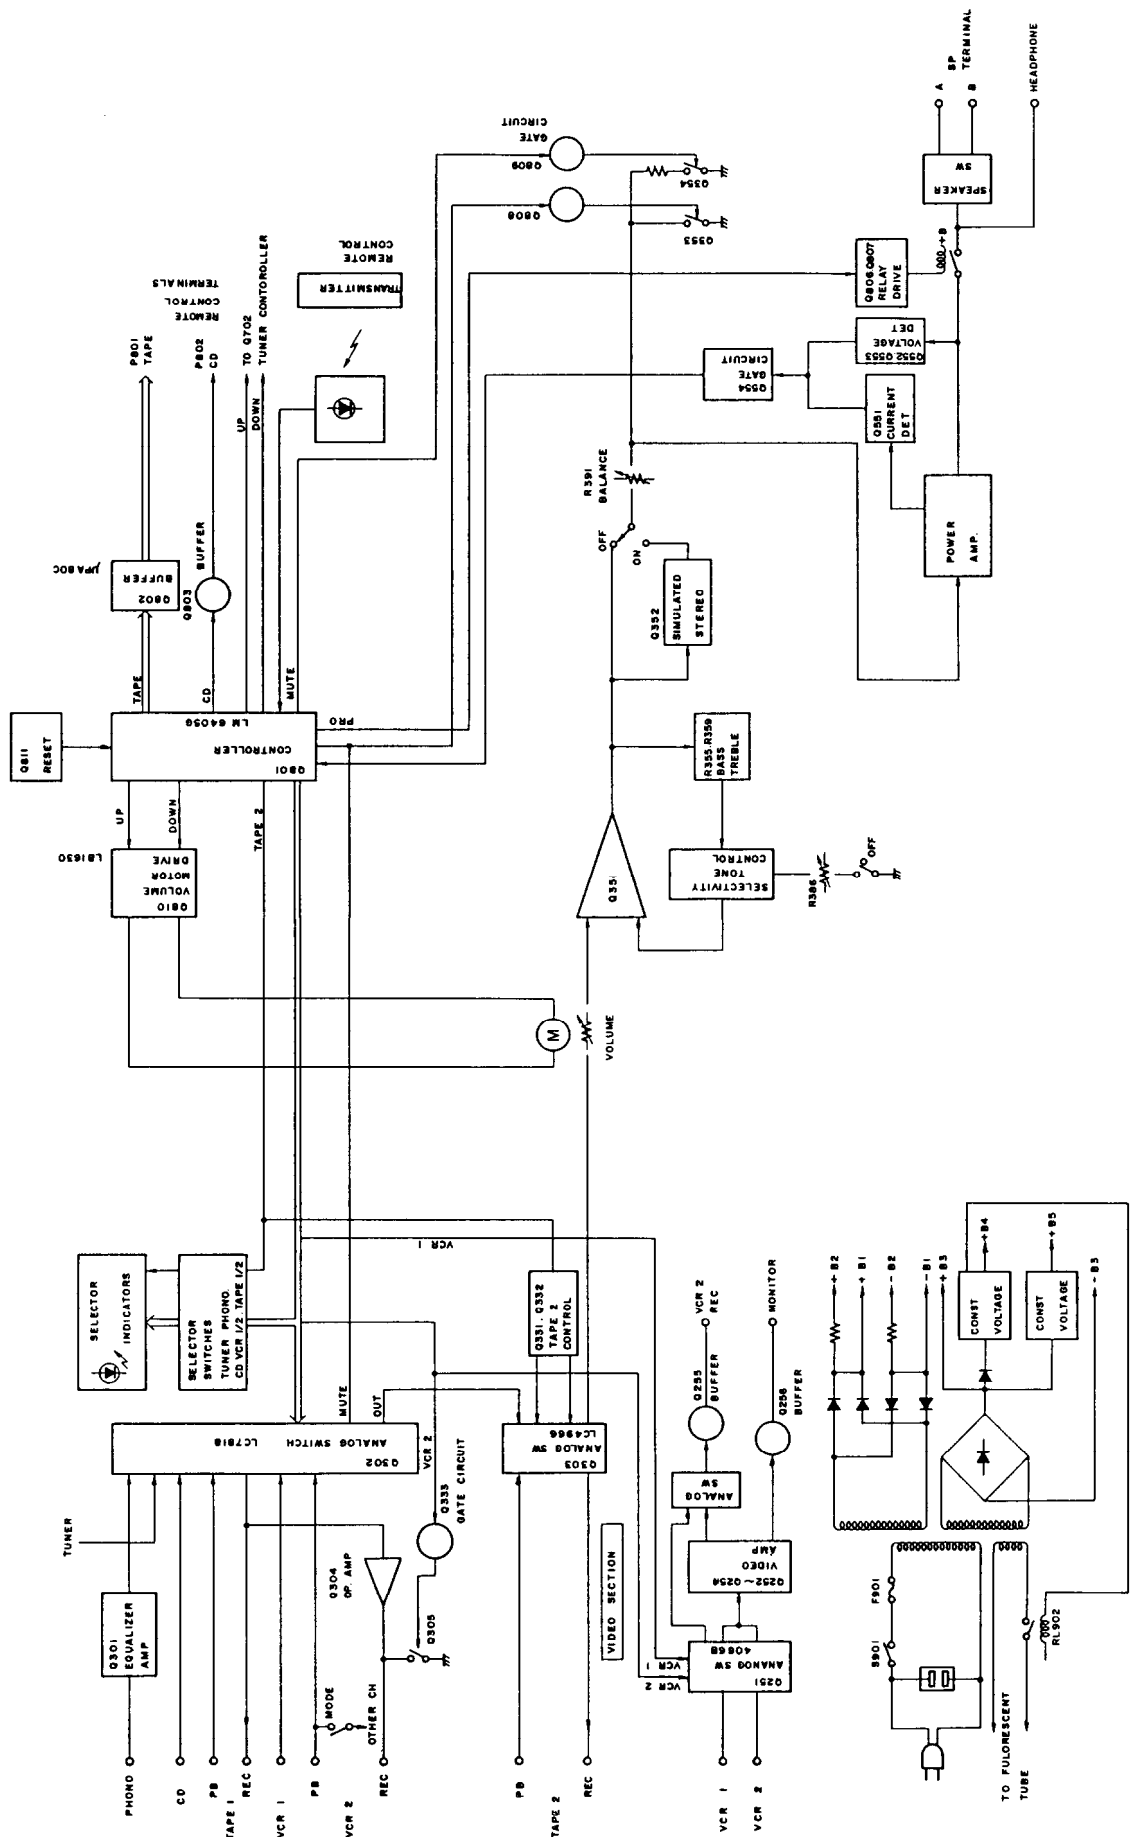 PHONO
CD
PB
TAPE 1
REC
VCR 1
PB
VCR 2
REC
PB
TAPE 2
REC
VCR 1
VCR 2
TUNER
Q301
EQUALIZER
AMP
MODE
OTHER CH
Q304
OP. AMP
Q305
Q333
GATE CIRCUIT
VCR 2
LC7818
ANALOG SWITCH
Q302
MUTE
OUT
SELECTOR
INDICATORS
SELECTOR
SWITCHES
TUNER PHONO.
CD VCR 1/2. TAPE 1/2
Q331. Q332
TAPE 2
CONTROL
LC4966
ANALOG SW
Q303
VCR 1
VIDEO SECTION
VCR 1
VCR 2
4066B
ANANOG SW
Q251
Q252~Q254
VIDEO
AMP
ANALOG
SW
Q255
BUFFER
VCR 2
REC
Q256
BUFFER
MONITOR
Q811
RESET
LM 6405G
CONTROLLER
Q801
UP
DOWN
TAPE 2
LB1630
DRIVE
MOTOR
VOLUME
Q810
M
VOLUME
TAPE
CD
MUTE
PRO
μPA80C
BUFFER
Q802
Q803
BUFFER
P801
TAPE
P802
CD
REMOTE
CONTROL
TERMINALS
UP
DOWN
TO Q702
TUNER CONTOROLLER
REMOTE
CONTROL
TRANSMITTER
Q809
GATE
CIRCUIT
Q808
Q354
Q353
Q351
R355. R359
BASS
TREBLE
SELECTIVITY
TONE
CONTROL
R386
OFF
Q352
SIMULATED
STEREO
OFF
ON
R391
BALANCE
Q554
GATE
CIRCUIT
Q551
CURRENT
DET
Q552.Q553
VOLTAGE
DET
Q806.Q807
RELAY
DRIVE
+B
POWER
AMP.
SPEAKER
SW
A
SP
B
TERMINAL
HEADPHONE
S901
F901
TO FULORESCENT
TUBE
RL902
+B2
+B1
-B2
-B1
+B3
CONST
VOLTAGE
+B4
CONST
VOLTAGE
+B5
-B3